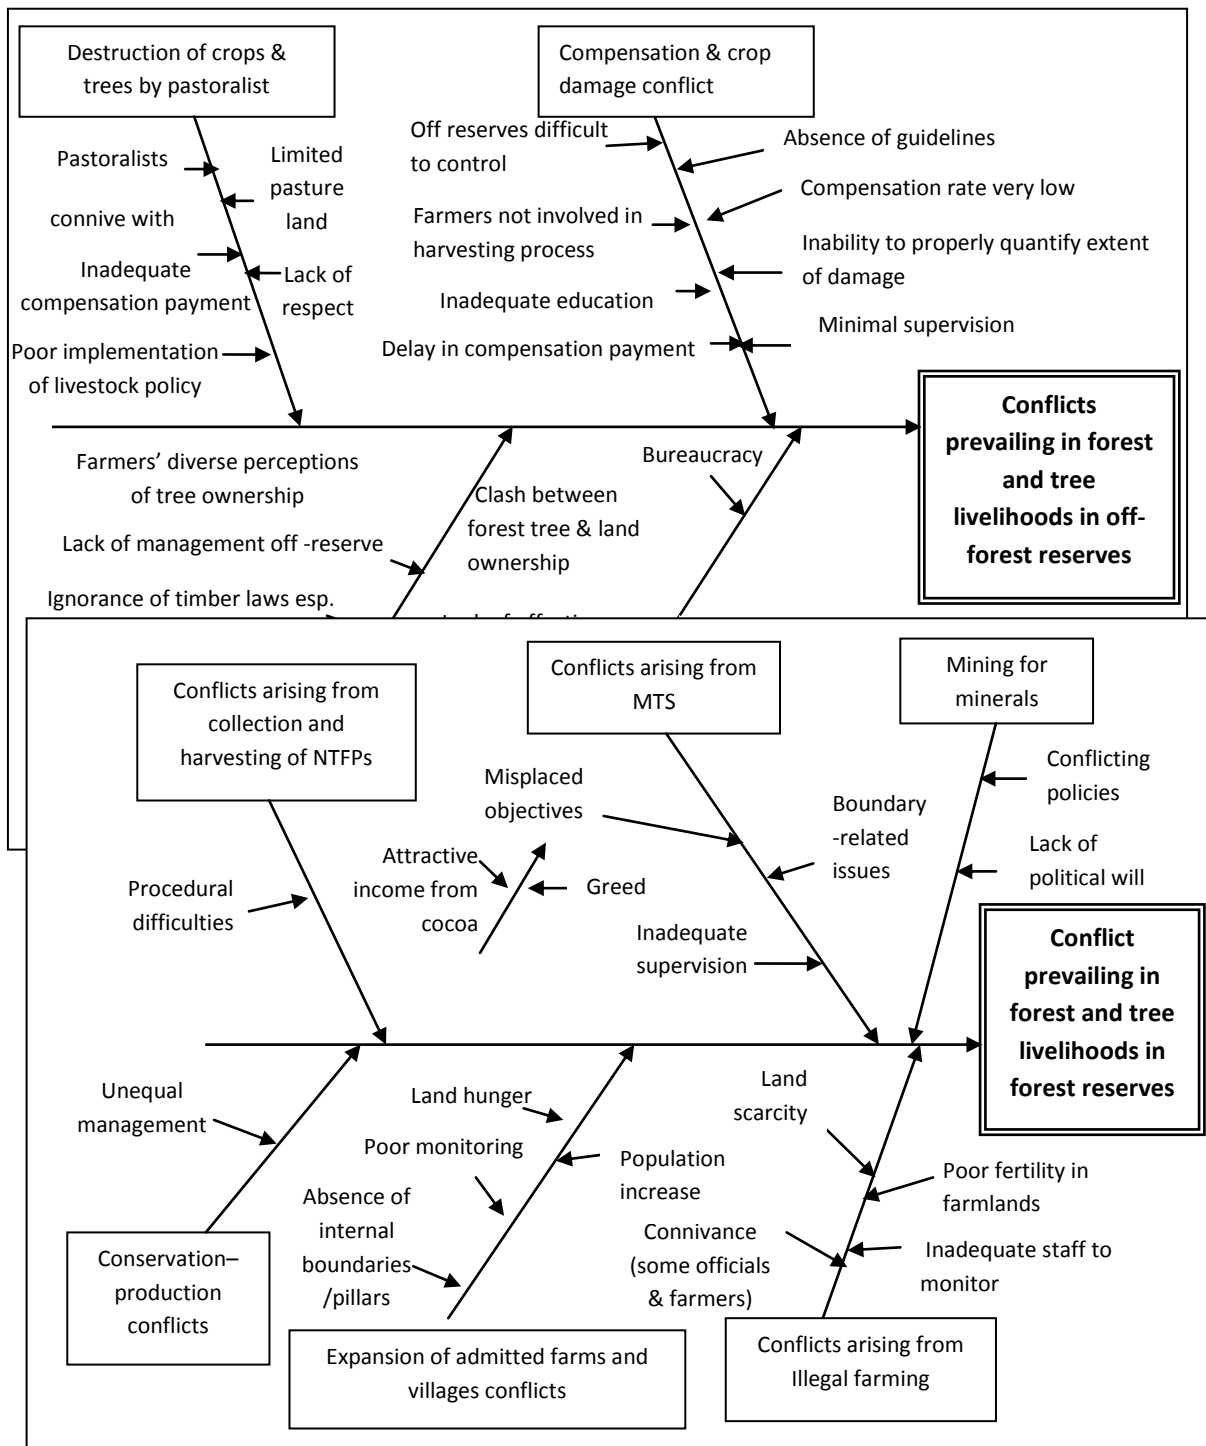 Destruction of crops &
trees by pastoralist
Compensation & crop
damage conflict
Pastoralists
connive with
Limited
pasture
land
Inadequate
compensation payment
Lack of
respect
Poor implementation
of livestock policy
Off reserves difficult
to control
Absence of guidelines
Compensation rate very low
Farmers not involved in
harvesting process
Inability to properly quantify extent
of damage
Inadequate education
Minimal supervision
Delay in compensation payment
Conflicts
prevailing in forest
and tree
livelihoods in off-
forest reserves
Farmers’ diverse perceptions
of tree ownership
Lack of management off -reserve
Ignorance of timber laws esp.
Clash between
forest tree & land
ownership
Bureaucracy
Conflicts arising from
collection and
harvesting of NTFPs
Conflicts arising from
MTS
Mining for
minerals
Procedural
difficulties
Attractive
income from
cocoa
Greed
Misplaced
objectives
Boundary
-related
issues
Inadequate
supervision
Conflicting
policies
Lack of
political will
Conflict
prevailing in
forest and tree
livelihoods in
forest reserves
Unequal
management
Land hunger
Poor monitoring
Population
increase
Absence of
internal
boundaries
/pillars
Land
scarcity
Poor fertility in
farmlands
Connivance
(some officials
& farmers)
Inadequate staff to
monitor
Conservation–
production
conflicts
Expansion of admitted farms and
villages conflicts
Conflicts arising from
Illegal farming